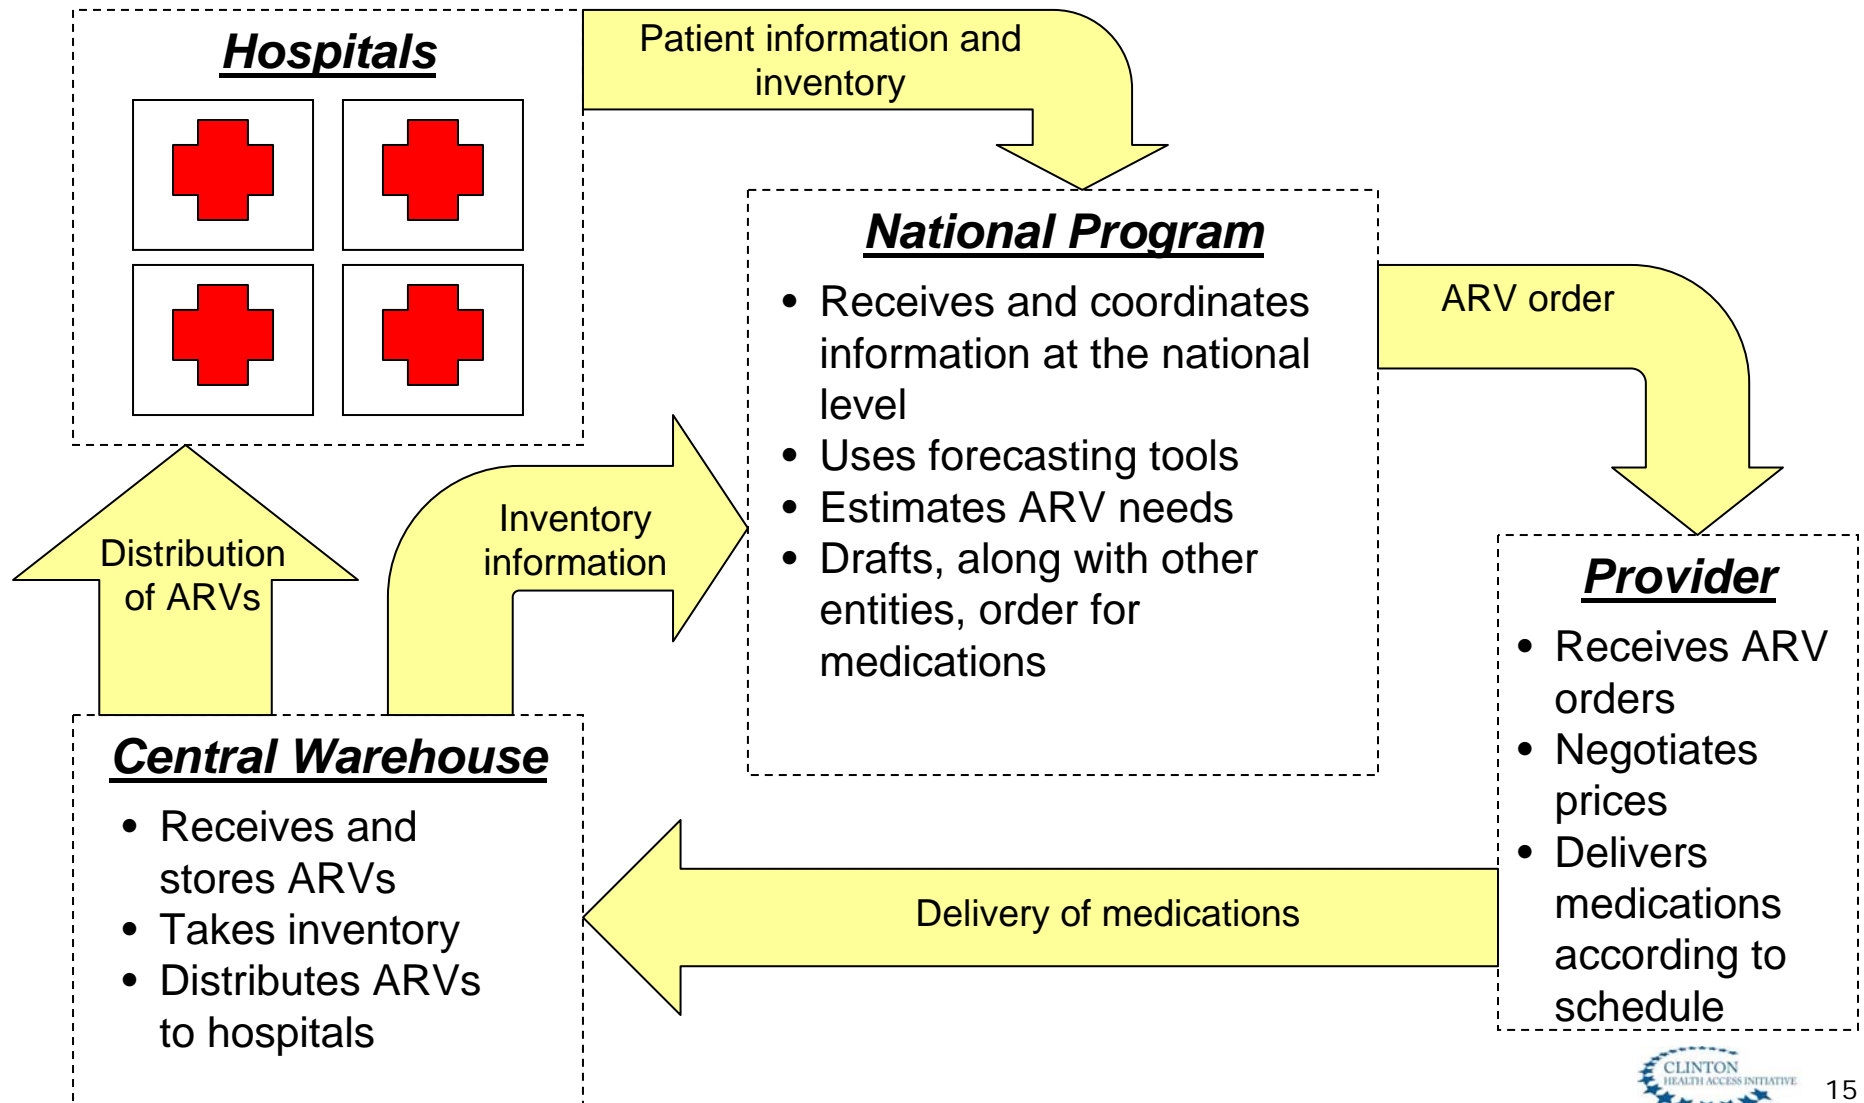 Hospitals
Patient information and
inventory
National Program
• Receives and coordinates
information at the national
level
• Uses forecasting tools
• Estimates ARV needs
• Drafts, along with other
entities, order for
medications
ARV order
Distribution
of ARVs
Inventory
information
Provider
• Receives ARV
orders
• Negotiates
prices
• Delivers
medications
according to
schedule
Central Warehouse
• Receives and
stores ARVs
• Takes inventory
• Distributes ARVs
to hospitals
Delivery of medications
CLINTON
HEALTH ACCESS INITIATIVE
15